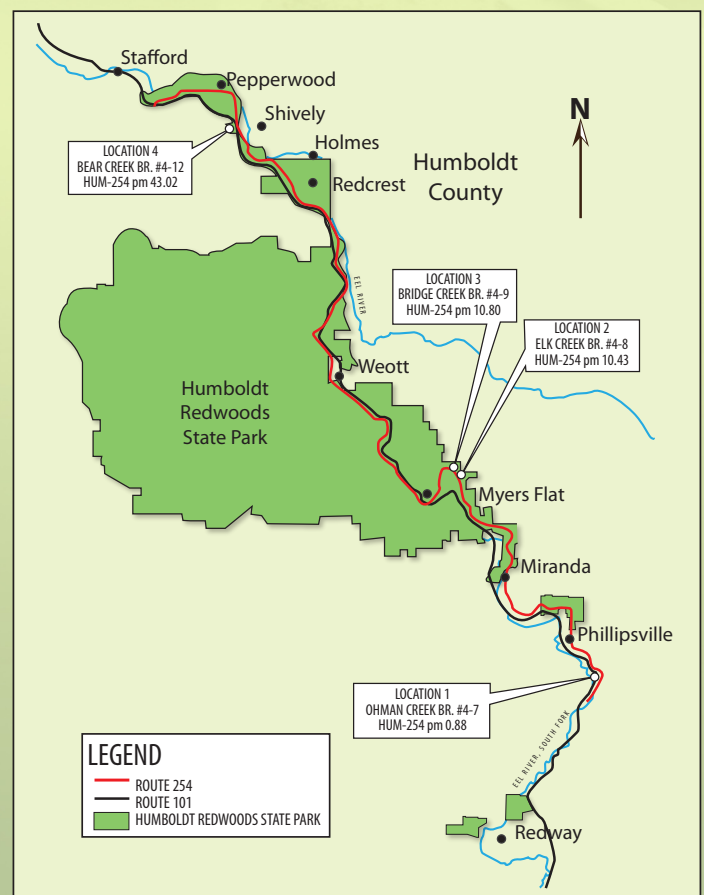 Stafford
Pepperwood
Shively
N
LOCATION 4
BEAR CREEK BR. #4-12
HUM-254 pm 43.02
Holmes
Humboldt
County
Redcrest
EEL RIVER
LOCATION 3
BRIDGE CREEK BR. #4-9
HUM-254 pm 10.80
LOCATION 2
ELK CREEK BR. #4-8
HUM-254 pm 10.43
Weott
Humboldt
Redwoods
State Park
Myers Flat
Miranda
Phillipsville
LOCATION 1
OHMAN CREEK BR. #4-7
HUM-254 pm 0.88
EEL RIVER, SOUTH FORK
LEGEND
ROUTE 254
ROUTE 101
HUMBOLDT REDWOODS STATE PARK
Redway